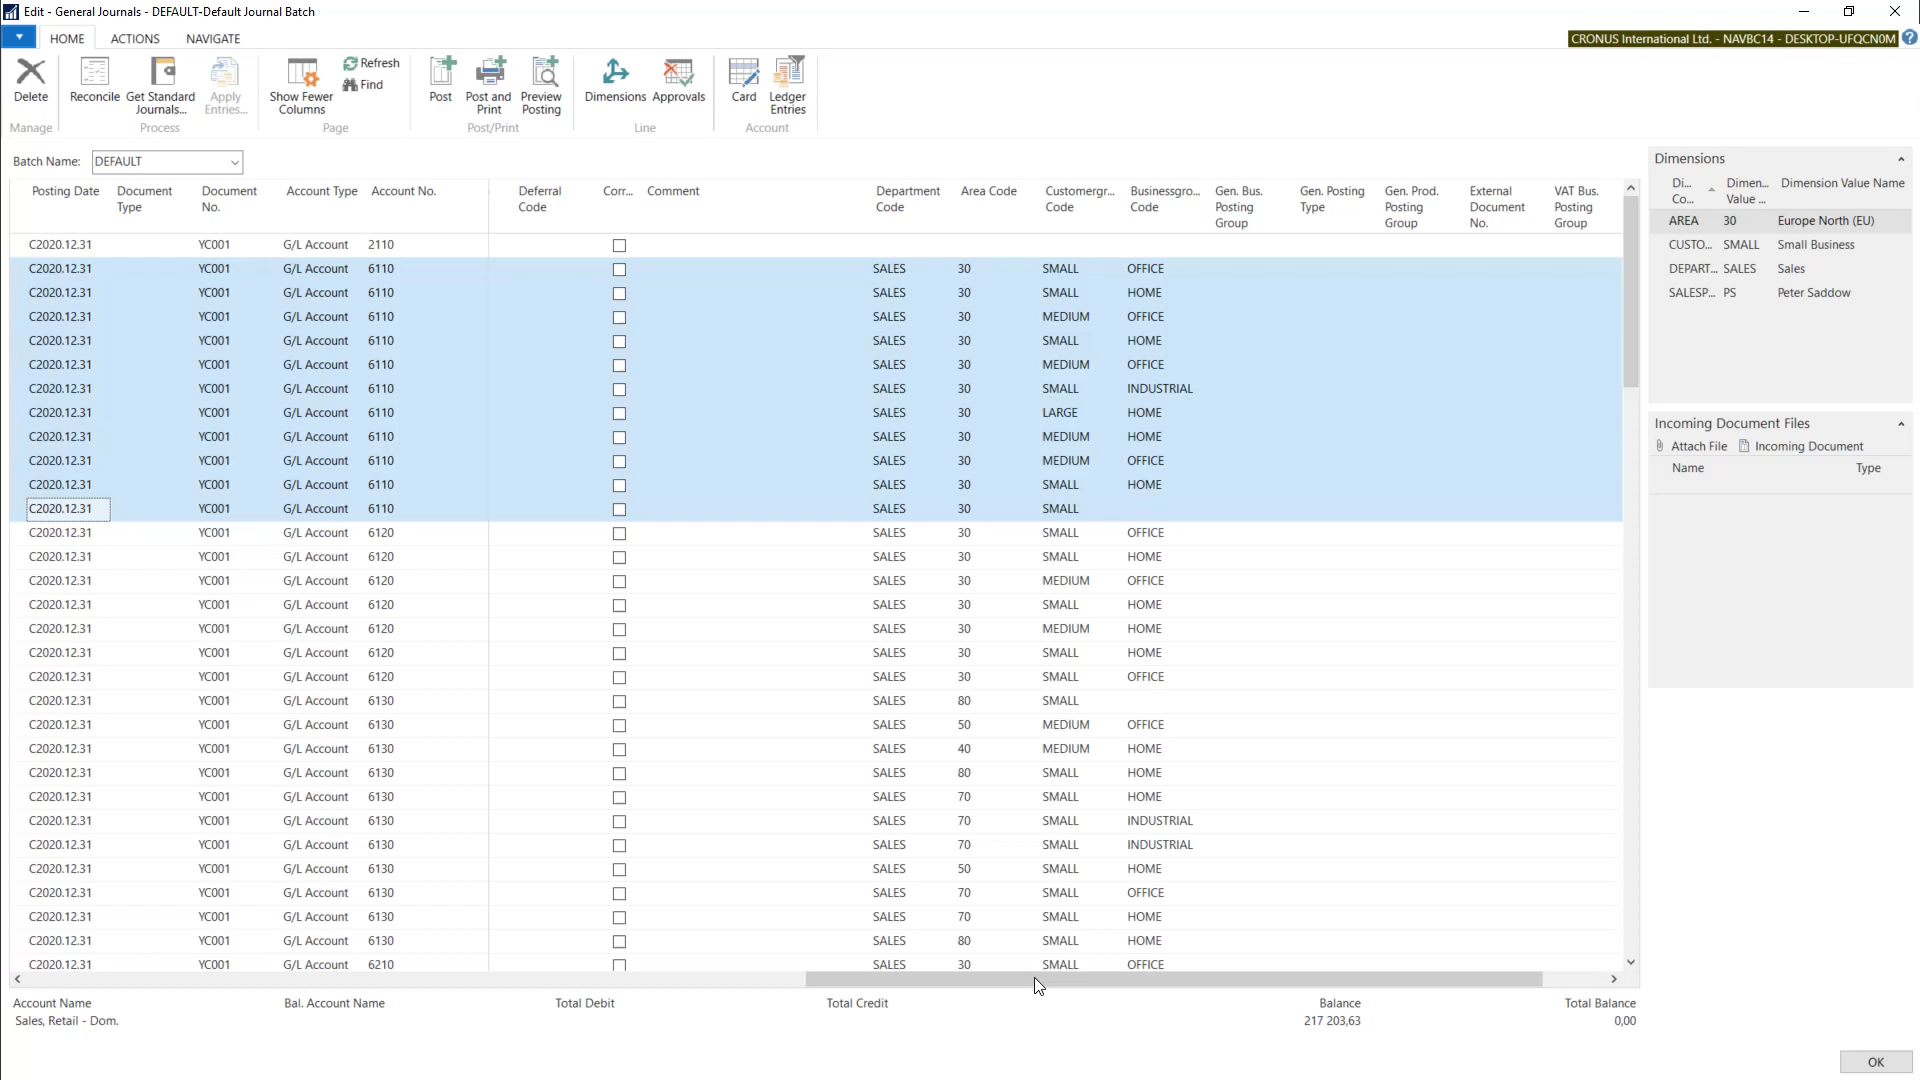 Edit - General Journals - DEFAULT-Default Journal Batch
HOME ACTIONS NAVIGATE
CRONUS International Ltd. - NAVBC14 - DESKTOP-UFQCN0M
Delete
Manage
Reconcile
Get Standard Journals...
Apply Entries...
Process
Show Fewer Columns
Refresh
Find
Page
Post
Post and Print
Preview Posting
Post/Print
Dimensions
Approvals
Line
Card
Ledger Entries
Account
Batch Name: DEFAULT
Posting Date Document Type Document No. Account Type Account No. Deferral Code Corr... Comment Department Code Area Code Customergr... Code Businessgro... Code Gen. Bus. Posting Group Gen. Posting Type Gen. Prod. Posting Group External Document No. VAT Bus. Posting Group
C2020.12.31 YC001 G/L Account 2110
C2020.12.31 YC001 G/L Account 6110 SALES 30 SMALL OFFICE
C2020.12.31 YC001 G/L Account 6110 SALES 30 SMALL HOME
C2020.12.31 YC001 G/L Account 6110 SALES 30 MEDIUM OFFICE
C2020.12.31 YC001 G/L Account 6110 SALES 30 SMALL HOME
C2020.12.31 YC001 G/L Account 6110 SALES 30 MEDIUM OFFICE
C2020.12.31 YC001 G/L Account 6110 SALES 30 SMALL INDUSTRIAL
C2020.12.31 YC001 G/L Account 6110 SALES 30 LARGE HOME
C2020.12.31 YC001 G/L Account 6110 SALES 30 MEDIUM HOME
C2020.12.31 YC001 G/L Account 6110 SALES 30 MEDIUM OFFICE
C2020.12.31 YC001 G/L Account 6110 SALES 30 SMALL HOME
C2020.12.31 YC001 G/L Account 6110 SALES 30 SMALL
C2020.12.31 YC001 G/L Account 6120 SALES 30 SMALL OFFICE
C2020.12.31 YC001 G/L Account 6120 SALES 30 SMALL HOME
C2020.12.31 YC001 G/L Account 6120 SALES 30 MEDIUM OFFICE
C2020.12.31 YC001 G/L Account 6120 SALES 30 SMALL HOME
C2020.12.31 YC001 G/L Account 6120 SALES 30 MEDIUM HOME
C2020.12.31 YC001 G/L Account 6120 SALES 30 SMALL HOME
C2020.12.31 YC001 G/L Account 6120 SALES 30 SMALL OFFICE
C2020.12.31 YC001 G/L Account 6130 SALES 80 SMALL
C2020.12.31 YC001 G/L Account 6130 SALES 50 MEDIUM OFFICE
C2020.12.31 YC001 G/L Account 6130 SALES 40 MEDIUM HOME
C2020.12.31 YC001 G/L Account 6130 SALES 80 SMALL HOME
C2020.12.31 YC001 G/L Account 6130 SALES 70 SMALL HOME
C2020.12.31 YC001 G/L Account 6130 SALES 70 SMALL INDUSTRIAL
C2020.12.31 YC001 G/L Account 6130 SALES 70 SMALL INDUSTRIAL
C2020.12.31 YC001 G/L Account 6130 SALES 50 SMALL HOME
C2020.12.31 YC001 G/L Account 6130 SALES 70 SMALL OFFICE
C2020.12.31 YC001 G/L Account 6130 SALES 70 SMALL HOME
C2020.12.31 YC001 G/L Account 6130 SALES 80 SMALL HOME
C2020.12.31 YC001 G/L Account 6210 SALES 30 SMALL OFFICE
Account Name Bal. Account Name Total Debit Total Credit Balance Total Balance
Sales, Retail - Dom. 217 203,63 0,00
Dimensions
Di... Co... Dimen... Value ... Dimension Value Name
AREA 30 Europe North (EU)
CUSTO... SMALL Small Business
DEPART... SALES Sales
SALESP... PS Peter Saddow
Incoming Document Files
Attach File Incoming Document
Name Type
OK